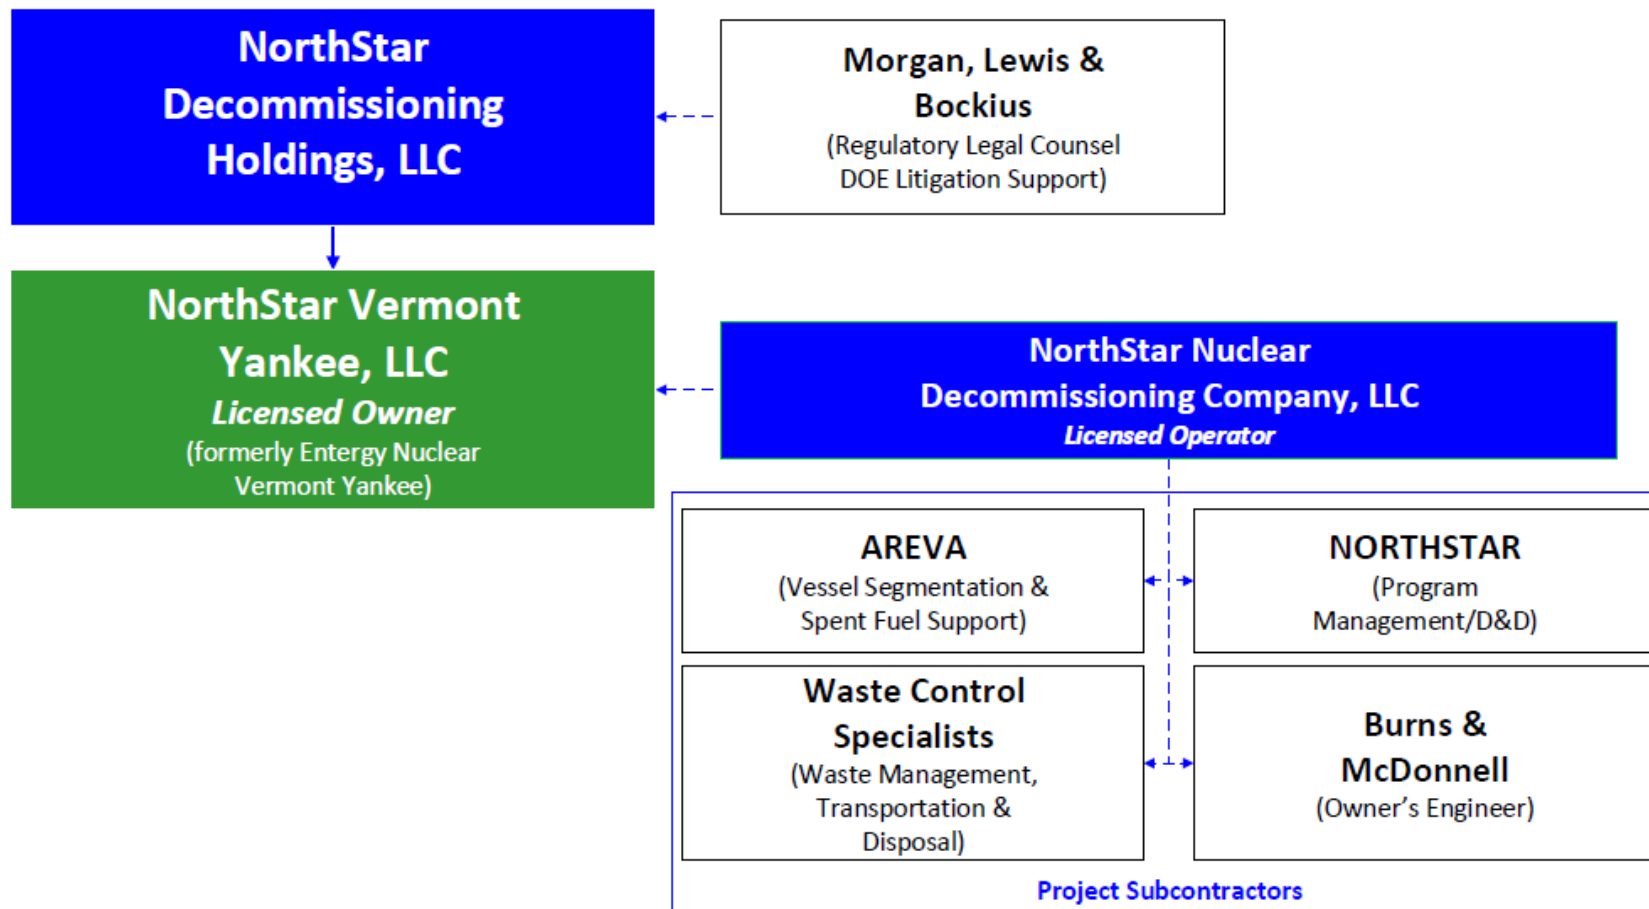 NorthStar
Decommissioning
Holdings, LLC
Morgan, Lewis &
Bockius
(Regulatory Legal Counsel
DOE Litigation Support)
NorthStar Vermont
Yankee, LLC
Licensed Owner
(formerly Entergy Nuclear
Vermont Yankee)
NorthStar Nuclear
Decommissioning Company, LLC
Licensed Operator
AREVA
(Vessel Segmentation &
Spent Fuel Support)
NORTHSTAR
(Program
Management/D&D)
Waste Control
Specialists
(Waste Management,
Transportation &
Disposal)
Burns &
McDonnell
(Owner’s Engineer)
Project Subcontractors